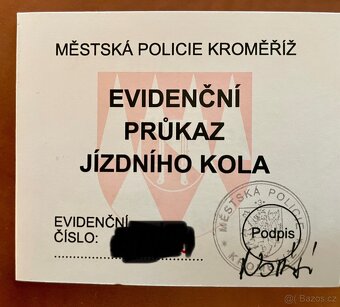 MĚSTSKÁ POLICIE KROMĚŘÍŽ
EVIDENČNÍ
PRŮKAZ
JÍZDNÍHO KOLA
EVIDENČNÍ
ČÍSLO: ....................
MĚSTSKÁ POLICIE
Podpis
Bazos.cz